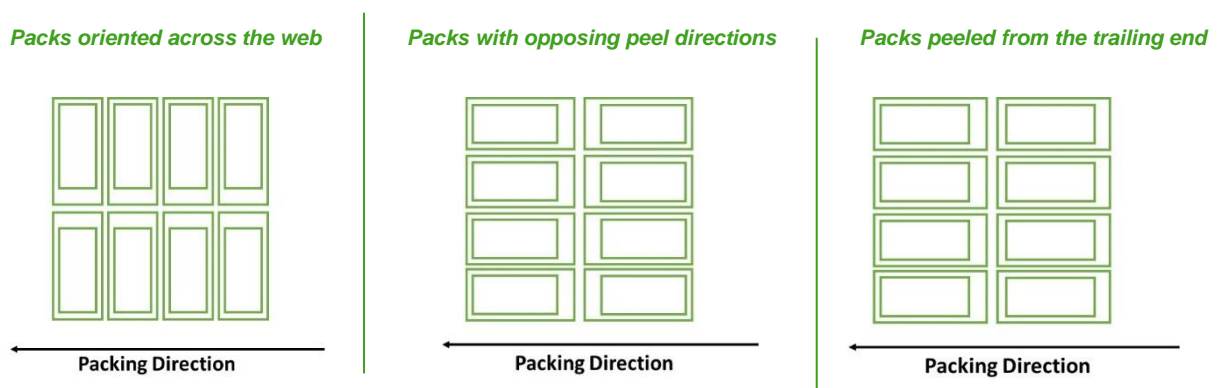 Packs oriented across the web
Packs with opposing peel directions
Packs peeled from the trailing end
Packing Direction
Packing Direction
Packing Direction